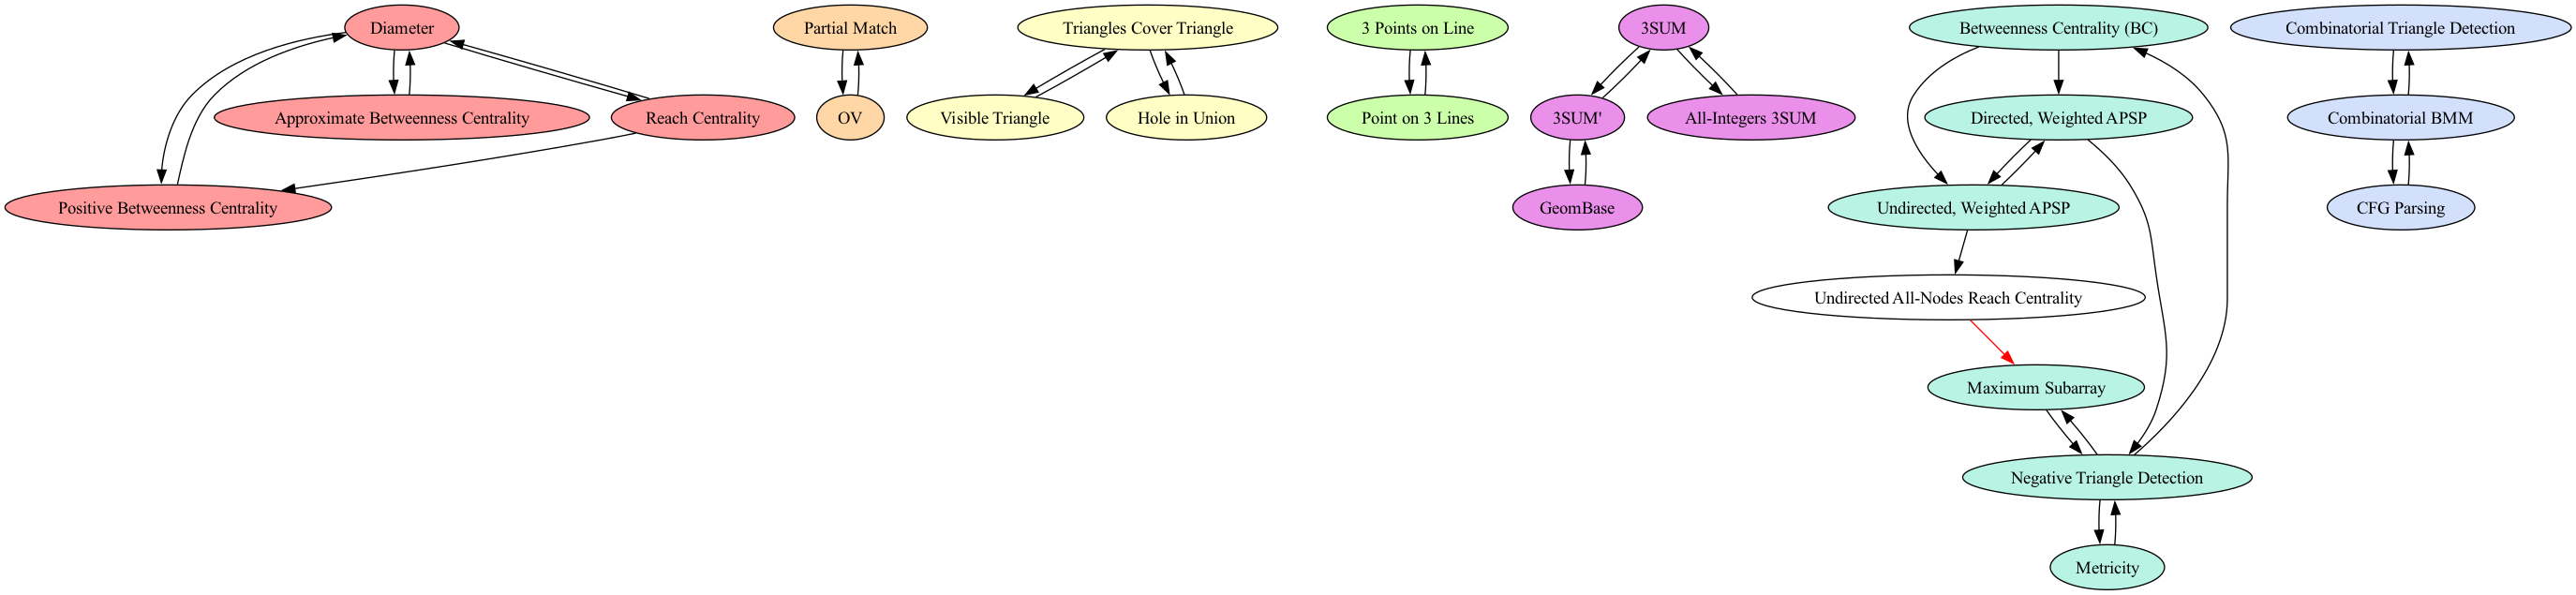 Diameter
Partial Match
Triangles Cover Triangle
3 Points on Line
3SUM
Betweenness Centrality (BC)
Combinatorial Triangle Detection
Approximate Betweenness Centrality
Reach Centrality
OV
Visible Triangle
Hole in Union
Point on 3 Lines
3SUM'
All-Integers 3SUM
Directed, Weighted APSP
Combinatorial BMM
Positive Betweenness Centrality
GeomBase
Undirected, Weighted APSP
CFG Parsing
Undirected All-Nodes Reach Centrality
Maximum Subarray
Negative Triangle Detection
Metricity